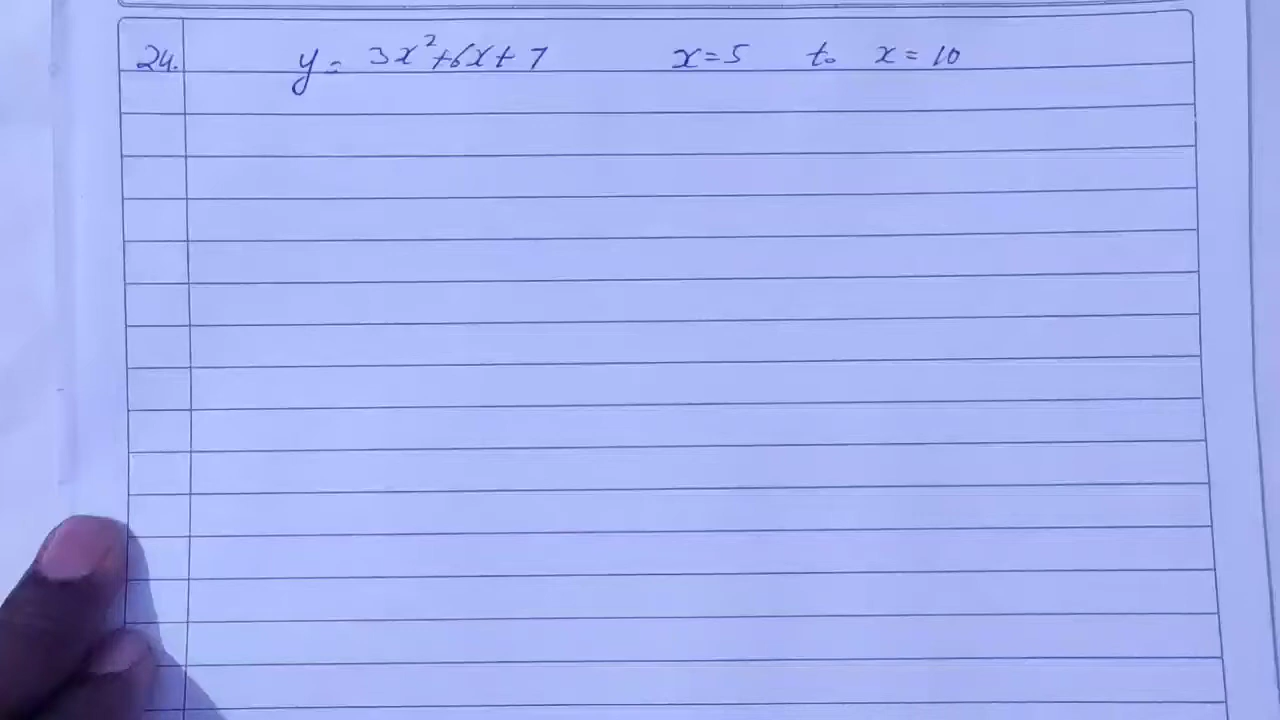 24. y = 3x²+6x+7 x=5 to x=10